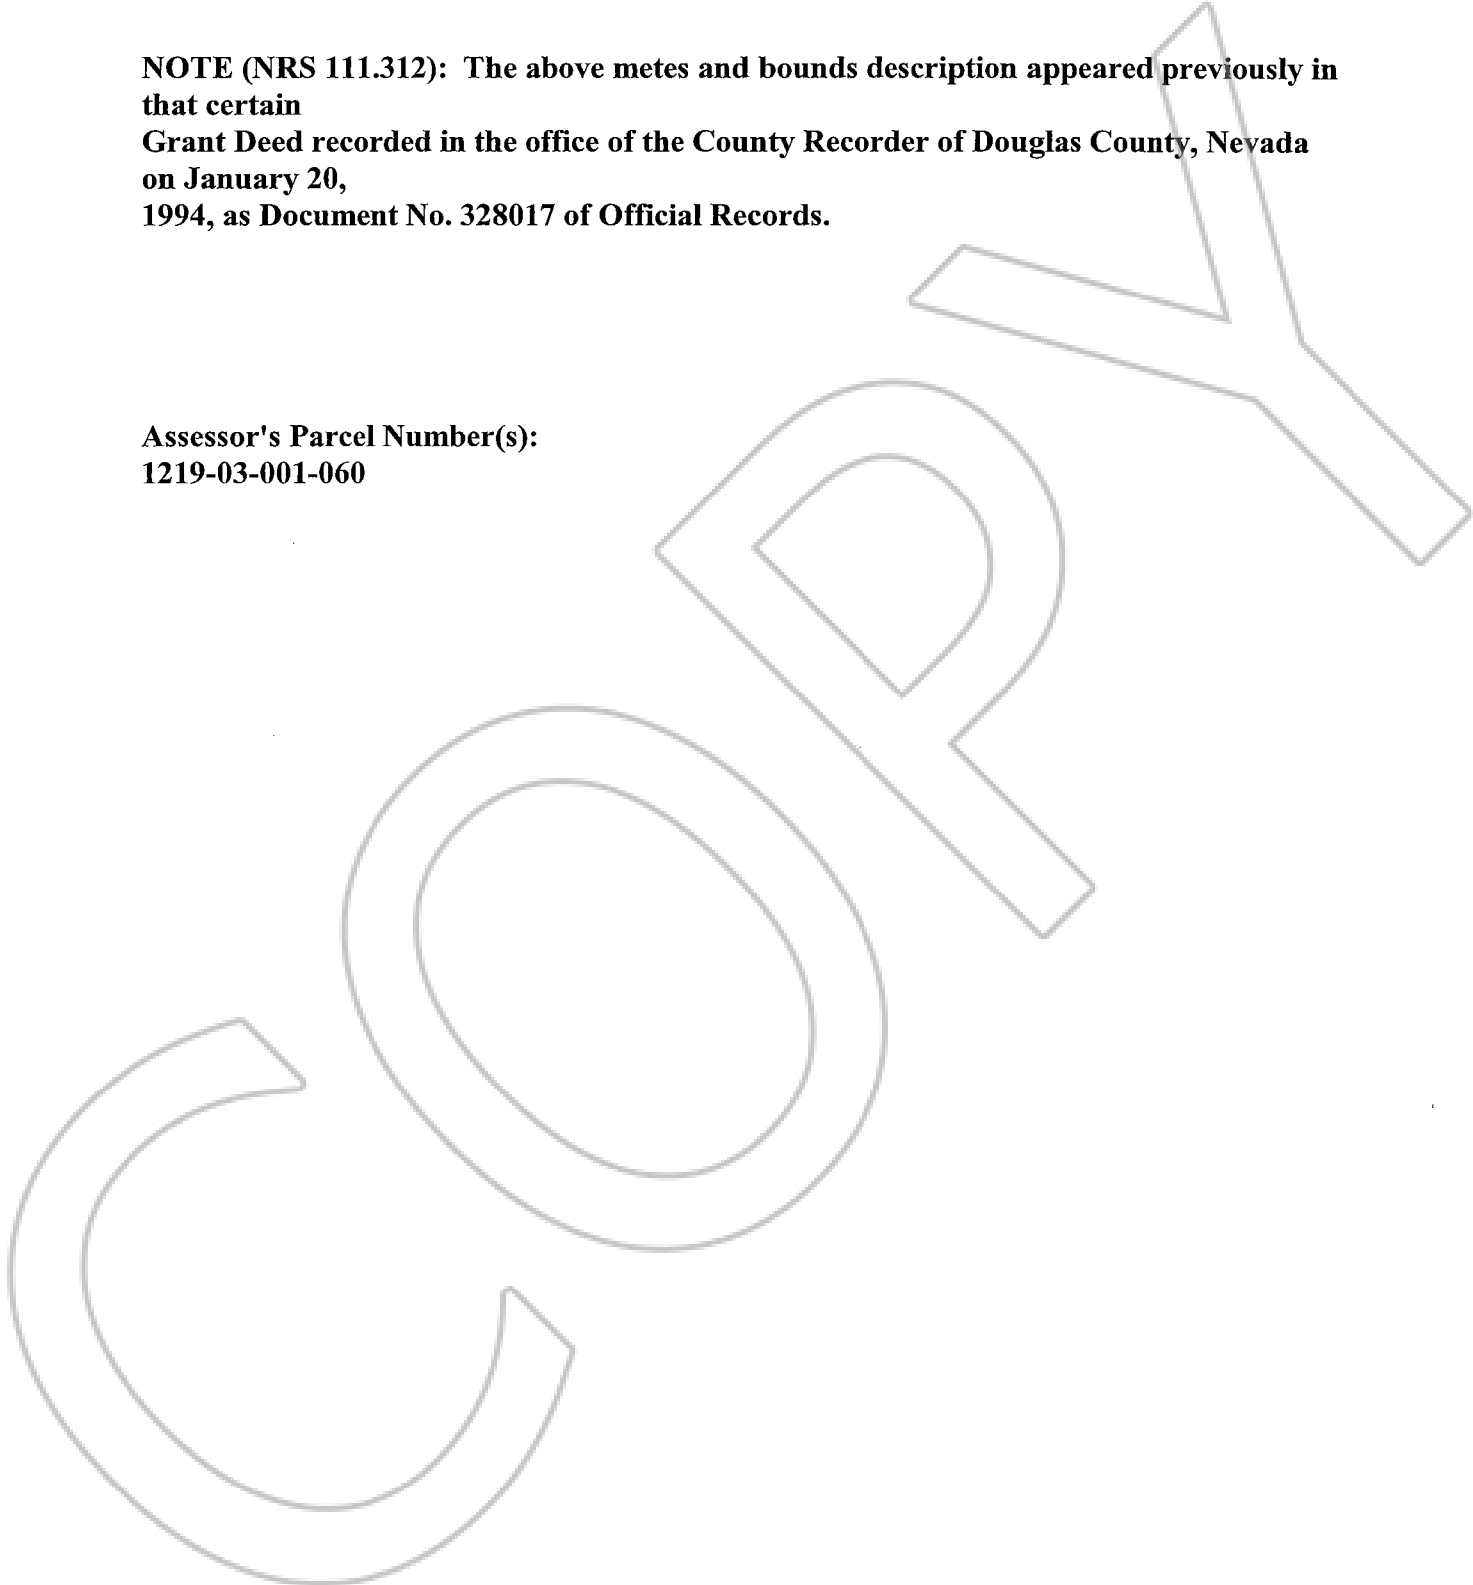 NOTE (NRS 111.312):  The above metes and bounds description appeared previously in
that certain
Grant Deed recorded in the office of the County Recorder of Douglas County, Nevada
on January 20,
1994, as Document No. 328017 of Official Records.
Assessor's Parcel Number(s):
1219-03-001-060
COPY